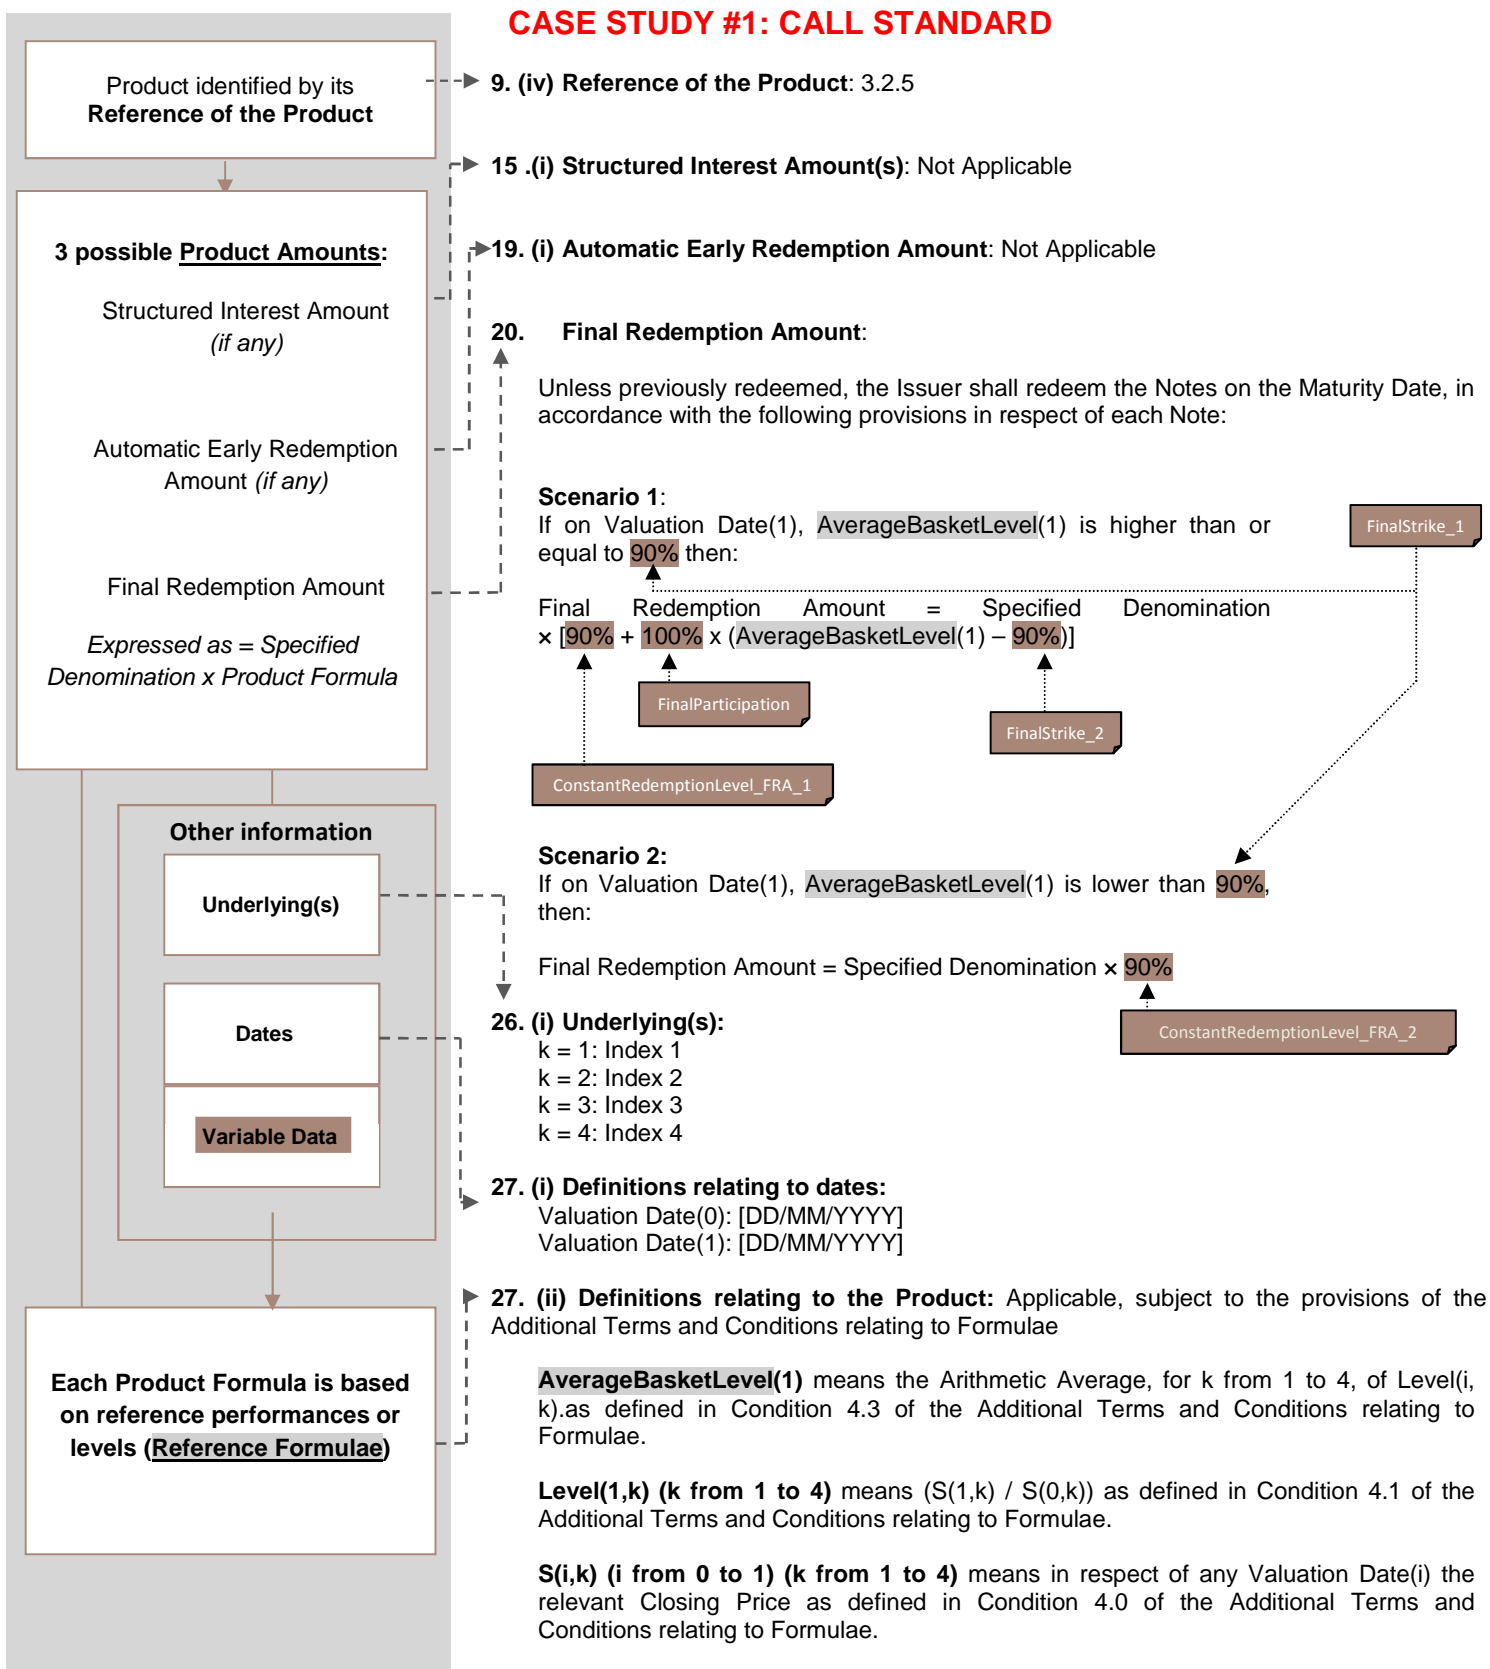 CASE STUDY #1: CALL STANDARD
Product identified by its
Reference of the Product
3 possible Product Amounts:
Structured Interest Amount
(if any)
Automatic Early Redemption
Amount (if any)
Final Redemption Amount
Expressed as = Specified
Denomination x Product Formula
Other information
Underlying(s)
Dates
Variable Data
Each Product Formula is based
on reference performances or
levels (Reference Formulae)
9. (iv) Reference of the Product: 3.2.5
15 .(i) Structured Interest Amount(s): Not Applicable
19. (i) Automatic Early Redemption Amount: Not Applicable
20. Final Redemption Amount:
Unless previously redeemed, the Issuer shall redeem the Notes on the Maturity Date, in
accordance with the following provisions in respect of each Note:
Scenario 1:
If on Valuation Date(1), AverageBasketLevel(1) is higher than or
equal to 90% then:
FinalStrike_1
Final Redemption Amount = Specified Denomination
× [90% + 100% x (AverageBasketLevel(1) – 90%)]
FinalParticipation
FinalStrike_2
ConstantRedemptionLevel_FRA_1
Scenario 2:
If on Valuation Date(1), AverageBasketLevel(1) is lower than 90%,
then:
Final Redemption Amount = Specified Denomination × 90%
ConstantRedemptionLevel_FRA_2
26. (i) Underlying(s):
k = 1: Index 1
k = 2: Index 2
k = 3: Index 3
k = 4: Index 4
27. (i) Definitions relating to dates:
Valuation Date(0): [DD/MM/YYYY]
Valuation Date(1): [DD/MM/YYYY]
27. (ii) Definitions relating to the Product: Applicable, subject to the provisions of the
Additional Terms and Conditions relating to Formulae
AverageBasketLevel(1) means the Arithmetic Average, for k from 1 to 4, of Level(i,
k).as defined in Condition 4.3 of the Additional Terms and Conditions relating to
Formulae.
Level(1,k) (k from 1 to 4) means (S(1,k) / S(0,k)) as defined in Condition 4.1 of the
Additional Terms and Conditions relating to Formulae.
S(i,k) (i from 0 to 1) (k from 1 to 4) means in respect of any Valuation Date(i) the
relevant Closing Price as defined in Condition 4.0 of the Additional Terms and
Conditions relating to Formulae.